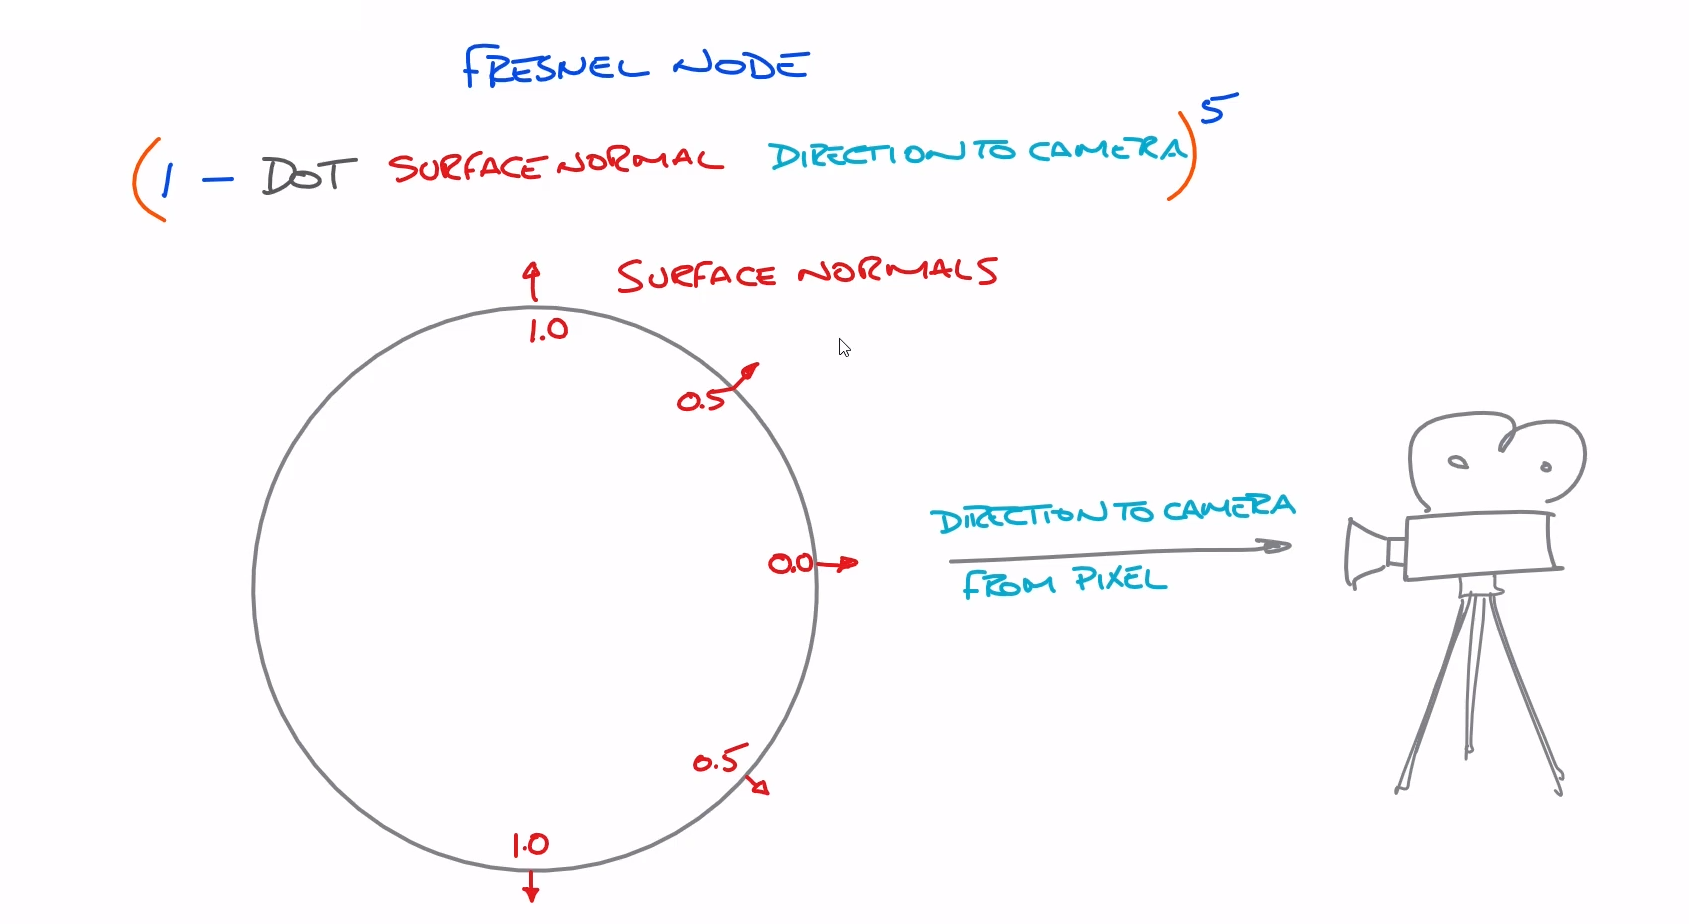 FRESNEL NODE
(1 - DOT SURFACE NORMAL DIRECTION TO CAMERA)^5
SURFACE NORMALS
1.0
0.5
0.0
DIRECTION TO CAMERA
FROM PIXEL
0.5
1.0